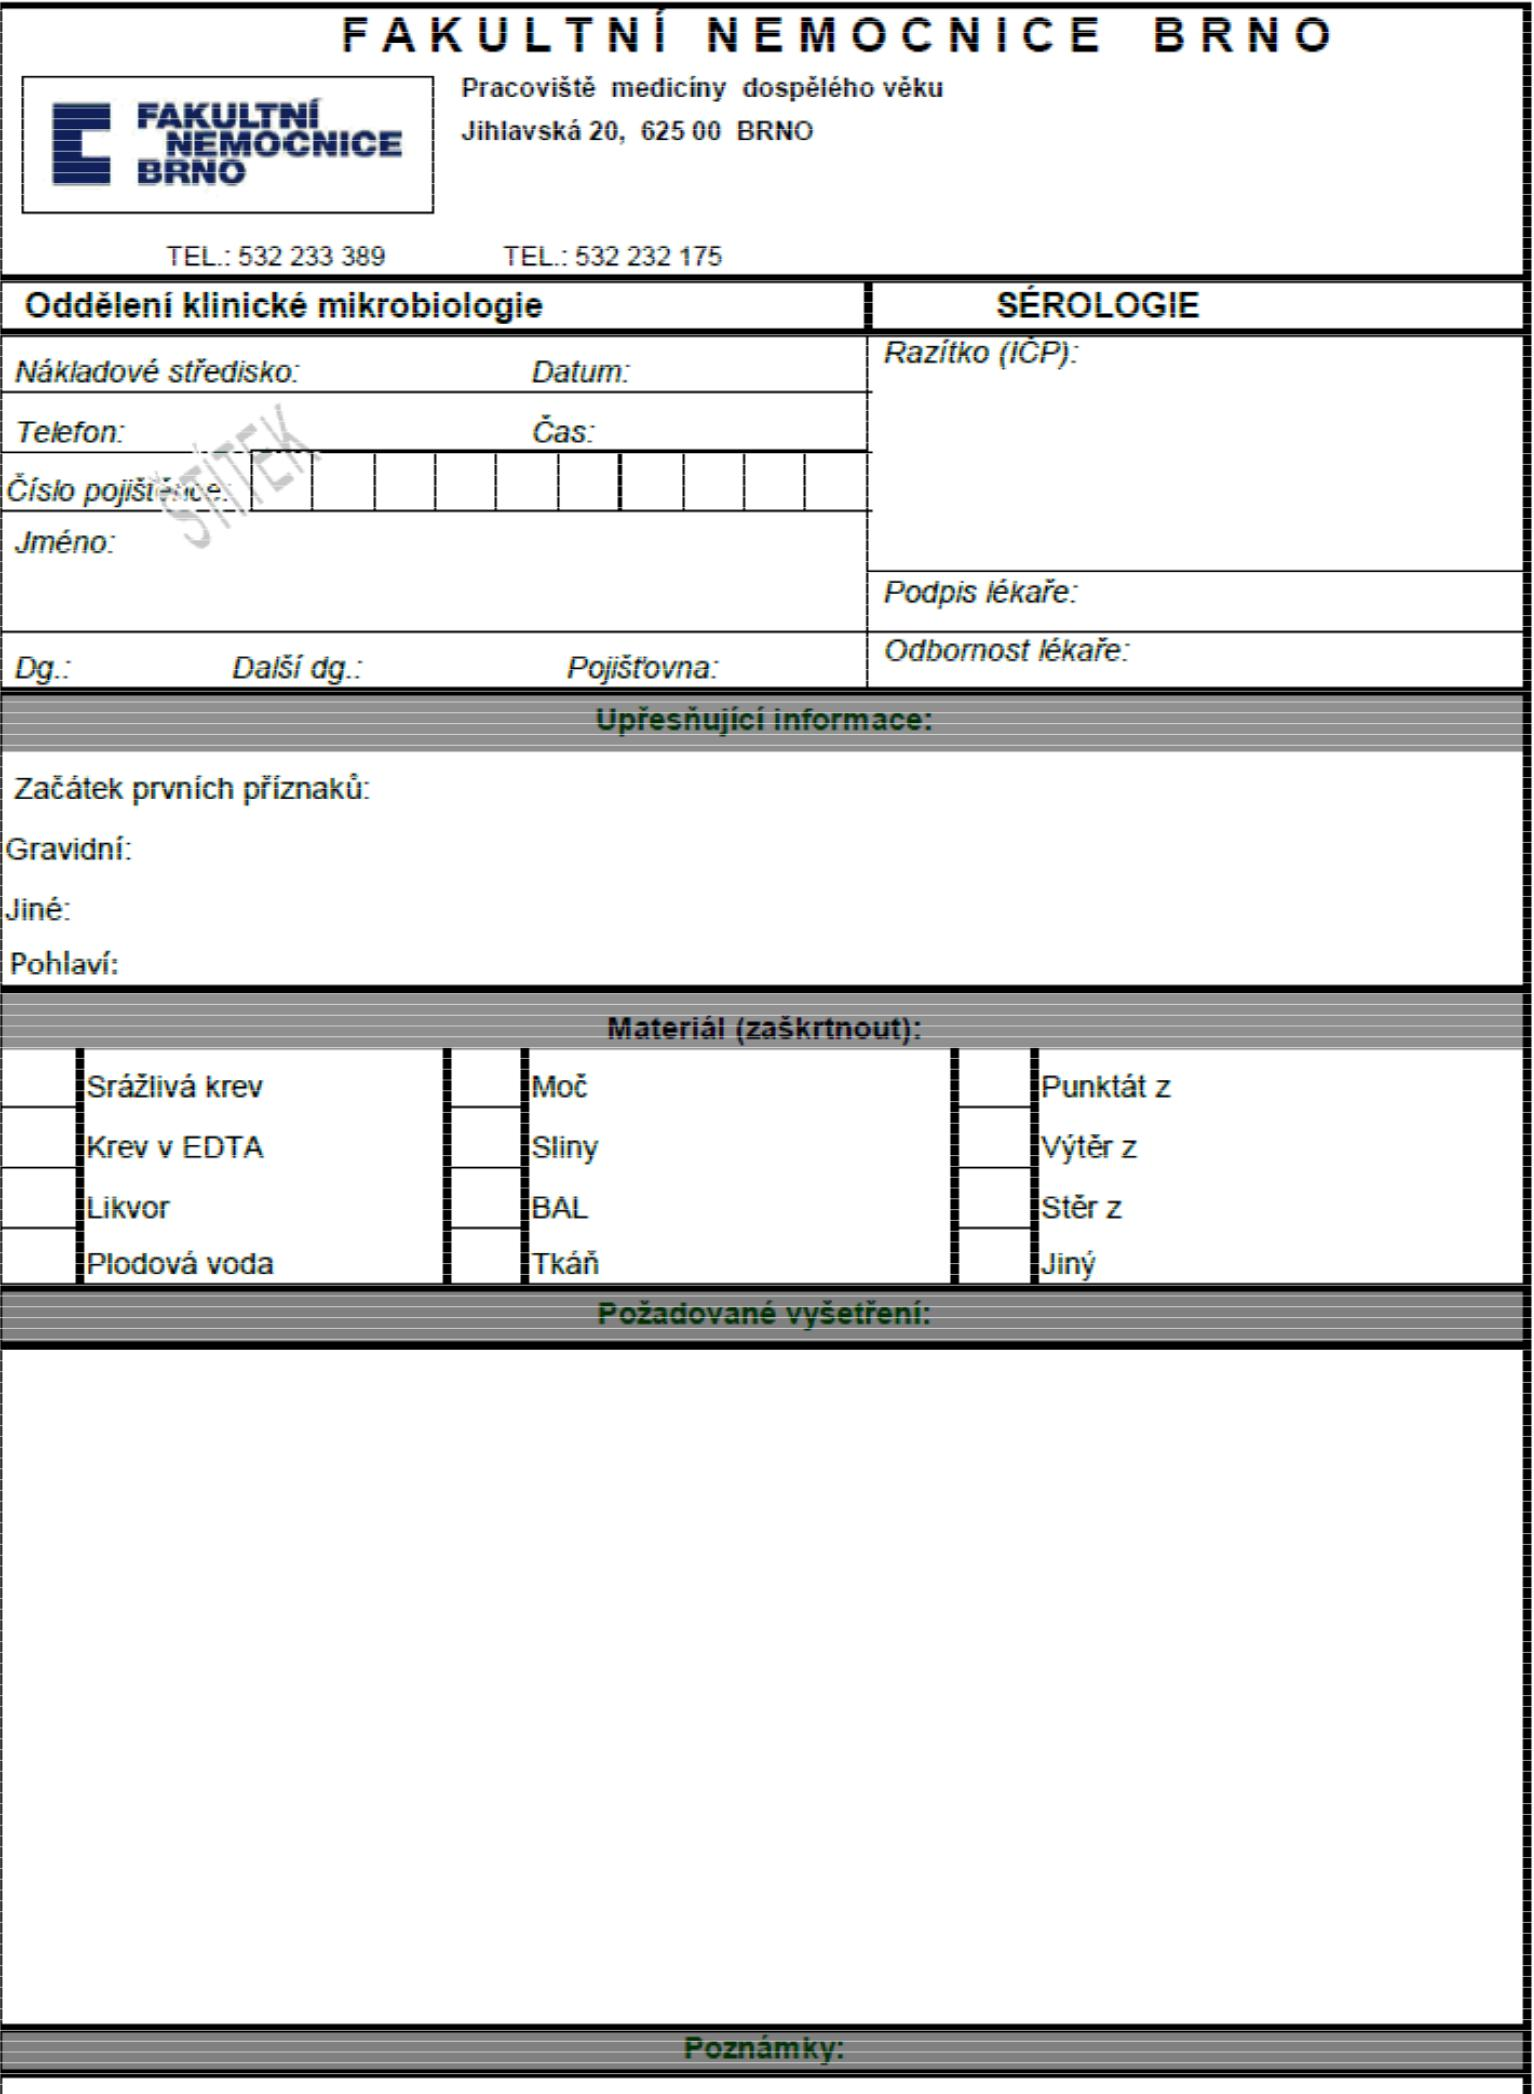 FAKULTNÍ NEMOCNICE BRNO
FAKULTNÍ
NEMOCNICE
BRNO
Pracoviště medicíny dospělého věku
Jihlavská 20, 625 00 BRNO
TEL.: 532 233 389 TEL.: 532 232 175
Oddělení klinické mikrobiologie SÉROLOGIE
Nákladové středisko: Datum: Razítko (IČP):
Telefon: Čas:
Číslo pojištěnce:
ŠTÍTEK
Jméno:
Podpis lékaře:
Dg.: Další dg.: Pojišťovna: Odbornost lékaře:
Upřesňující informace:
Začátek prvních příznaků:
Gravidní:
Jiné:
Pohlaví:
Materiál (zaškrtnout):
Srážlivá krev Moč Punktát z
Krev v EDTA Sliny Výtěr z
Likvor BAL Stěr z
Plodová voda Tkáň Jiný
Požadované vyšetření:
Poznámky: